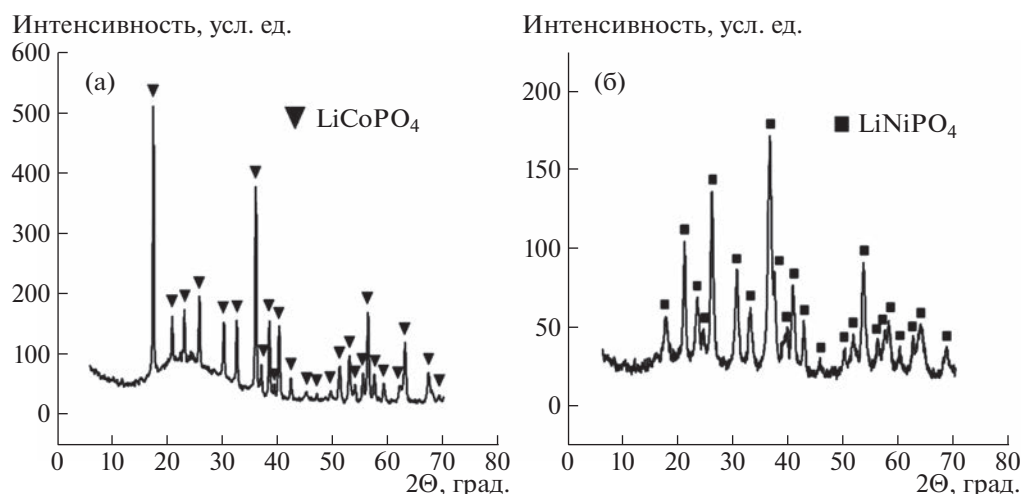 Интенсивность, усл. ед.
600
500
400
300
200
100
0
(а)
LiCoPO4
0 10 20 30 40 50 60 70 80
2Θ, град.
Интенсивность, усл. ед.
200
150
100
50
0
(б)
LiNiPO4
0 10 20 30 40 50 60 70 80
2Θ, град.